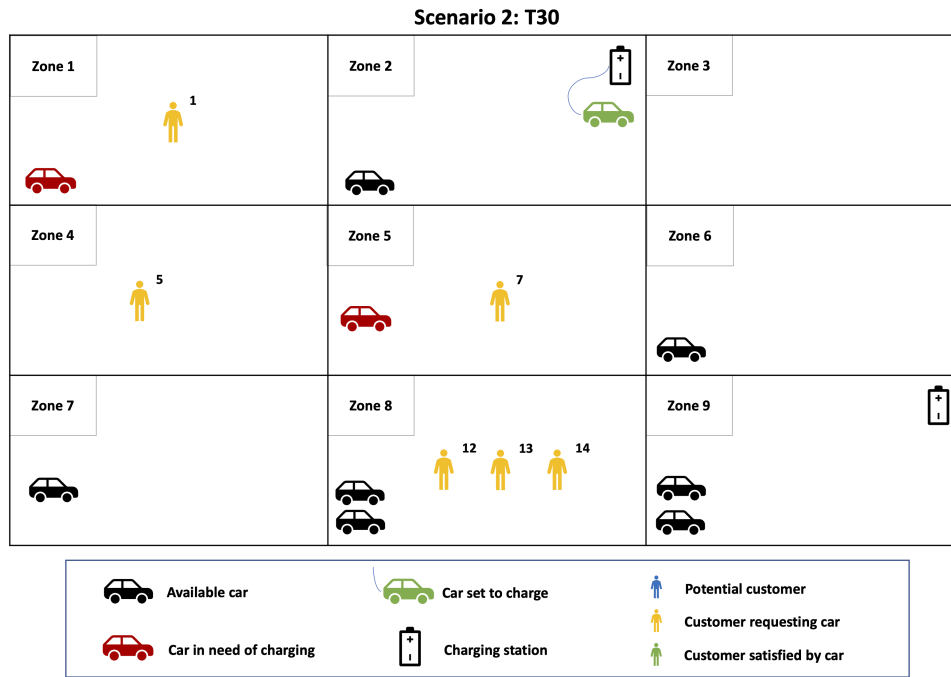 Scenario 2: T30
Zone 1
1
Zone 2
+
I
Zone 3
Zone 4
5
Zone 5
7
Zone 6
Zone 7
Zone 8
12
13
14
Zone 9
+
I
Available car
Car set to charge
Potential customer
Customer requesting car
Car in need of charging
+
I
Charging station
Customer satisfied by car